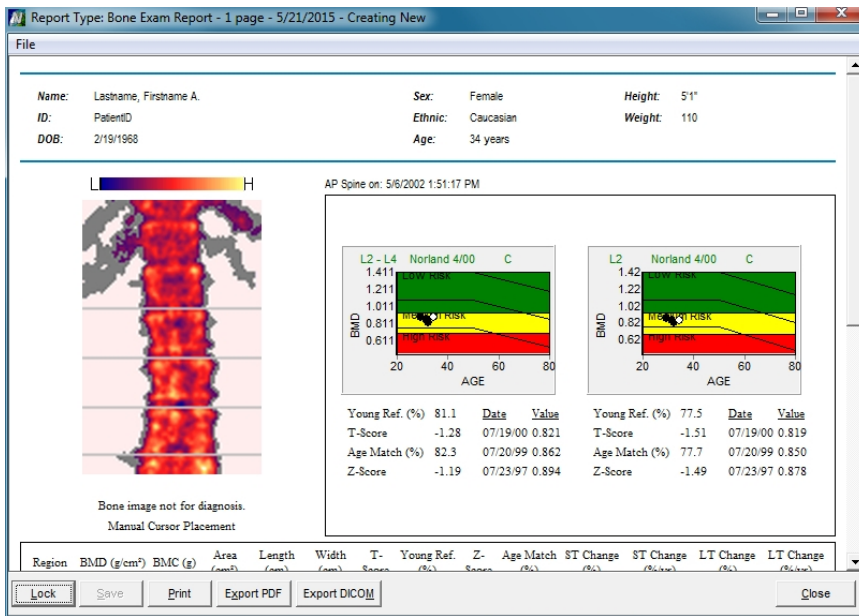 Report Type: Bone Exam Report - 1 page - 5/21/2015 - Creating New
File
Name: Lastname, Firstname A. Sex: Female Height: 5'1"
ID: PatientID Ethnic: Caucasian Weight: 110
DOB: 2/19/1968 Age: 34 years
L H
AP Spine on: 5/6/2002 1:51:17 PM
L2 - L4 Norland 4/00 C
1.411
1.211
1.011
0.811
0.611
BMD
Low Risk
Medium Risk
High Risk
20 40 60 80
AGE
L2 Norland 4/00 C
1.42
1.22
1.02
0.82
0.62
BMD
Low Risk
Medium Risk
High Risk
20 40 60 80
AGE
Young Ref. (%) 81.1 Date Value
T-Score -1.28 07/19/00 0.821
Age Match (%) 82.3 07/20/99 0.862
Z-Score -1.19 07/23/97 0.894
Young Ref. (%) 77.5 Date Value
T-Score -1.51 07/19/00 0.819
Age Match (%) 77.7 07/20/99 0.850
Z-Score -1.49 07/23/97 0.878
Bone image not for diagnosis.
Manual Cursor Placement
Region BMD (g/cm²) BMC (g) Area Length Width T- Young Ref. Z- Age Match ST Change ST Change LT Change LT Change
(cm²) (cm) (cm) Score (%) Score (%) (%) (%/yr) (%) (%/yr)
Lock Save Print Export PDF Export DICOM Close